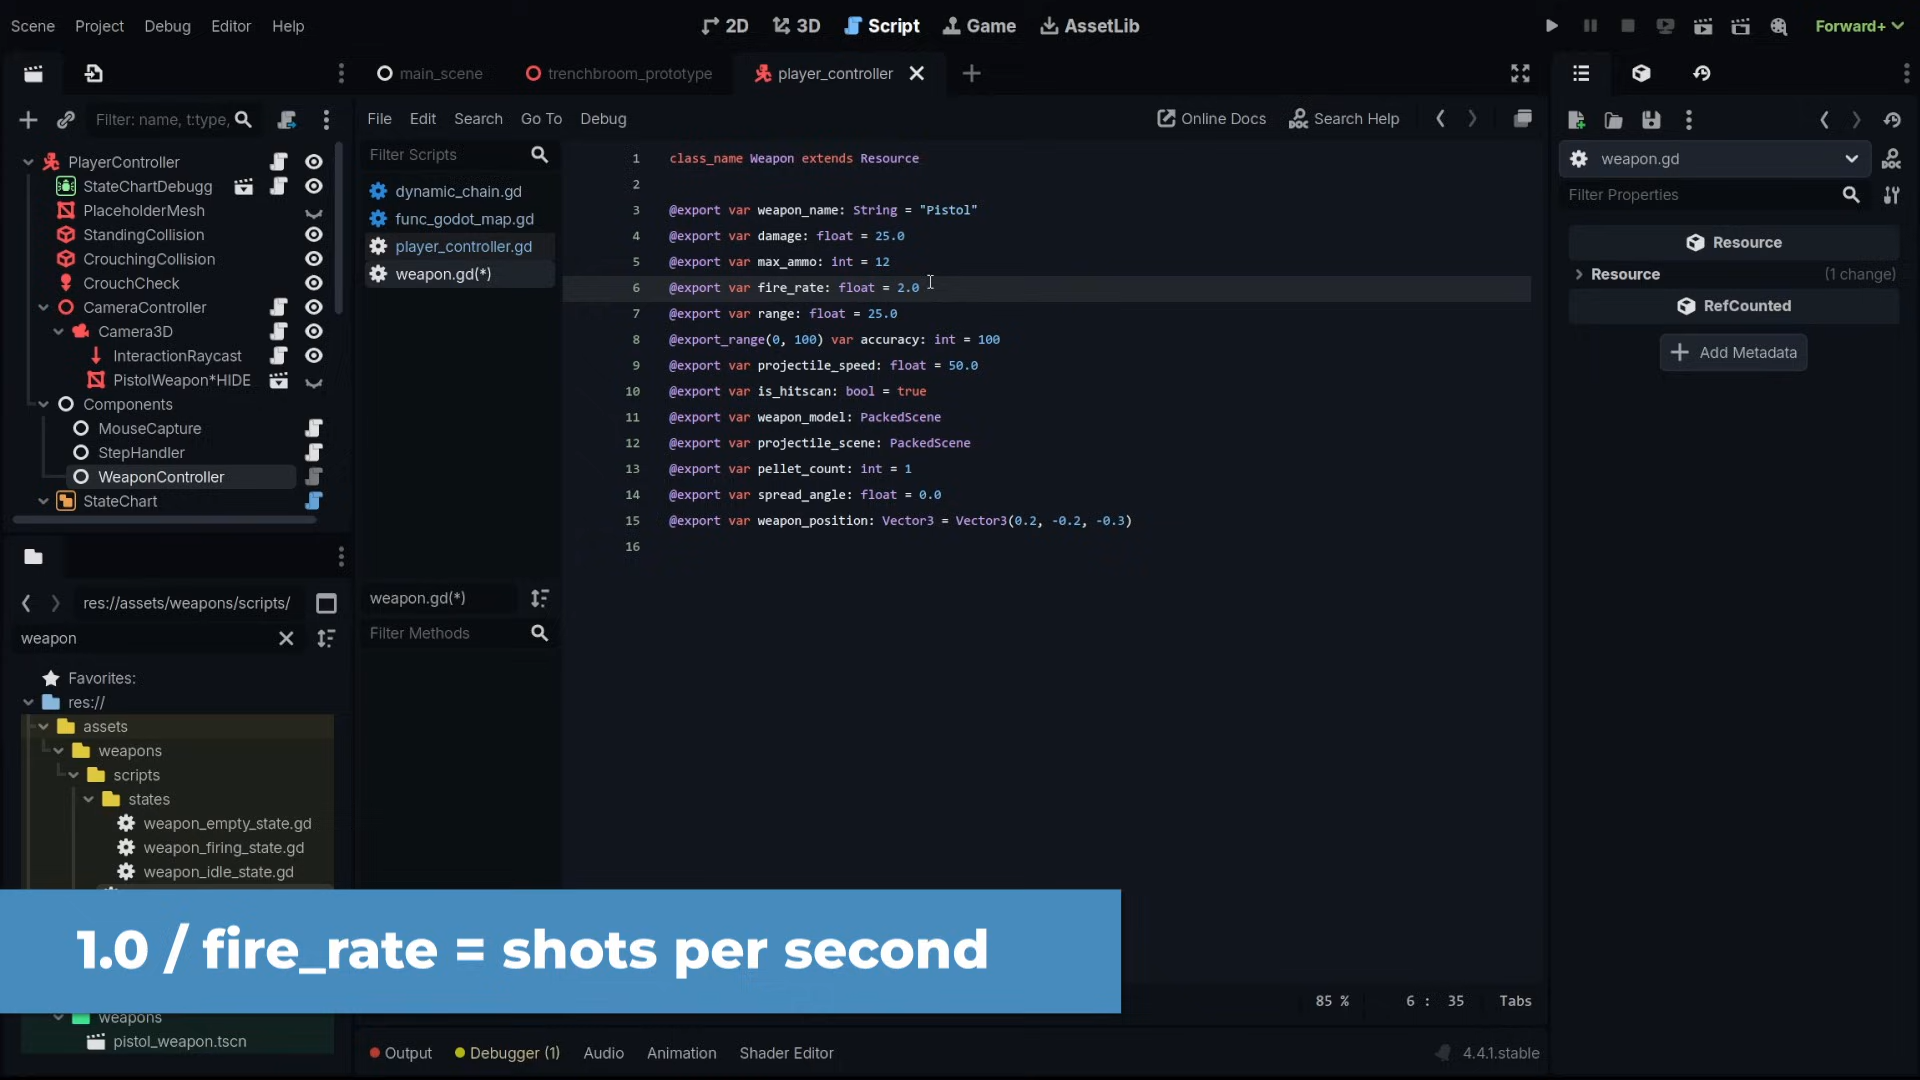 Scene Project Debug Editor Help
2D 3D Script Game AssetLib
Forward+
main_scene trenchbroom_prototype player_controller
Filter: name, t:type,
File Edit Search Go To Debug
Online Docs Search Help
PlayerController
StateChartDebugg
PlaceholderMesh
StandingCollision
CrouchingCollision
CrouchCheck
CameraController
Camera3D
InteractionRaycast
PistolWeapon*HIDE
Components
MouseCapture
StepHandler
WeaponController
StateChart
res://assets/weapons/scripts/
weapon
Favorites:
res://
assets
weapons
scripts
states
weapon_empty_state.gd
weapon_firing_state.gd
weapon_idle_state.gd
weapons
pistol_weapon.tscn
Filter Scripts
dynamic_chain.gd
func_godot_map.gd
player_controller.gd
weapon.gd(*)
weapon.gd(*)
Filter Methods
1 class_name Weapon extends Resource
2
3 @export var weapon_name: String = "Pistol"
4 @export var damage: float = 25.0
5 @export var max_ammo: int = 12
6 @export var fire_rate: float = 2.0
7 @export var range: float = 25.0
8 @export_range(0, 100) var accuracy: int = 100
9 @export var projectile_speed: float = 50.0
10 @export var is_hitscan: bool = true
11 @export var weapon_model: PackedScene
12 @export var projectile_scene: PackedScene
13 @export var pellet_count: int = 1
14 @export var spread_angle: float = 0.0
15 @export var weapon_position: Vector3 = Vector3(0.2, -0.2, -0.3)
16
weapon.gd
Filter Properties
Resource
Resource (1 change)
RefCounted
Add Metadata
1.0 / fire_rate = shots per second
85 % 6 : 35 Tabs
Output Debugger (1) Audio Animation Shader Editor
4.4.1.stable